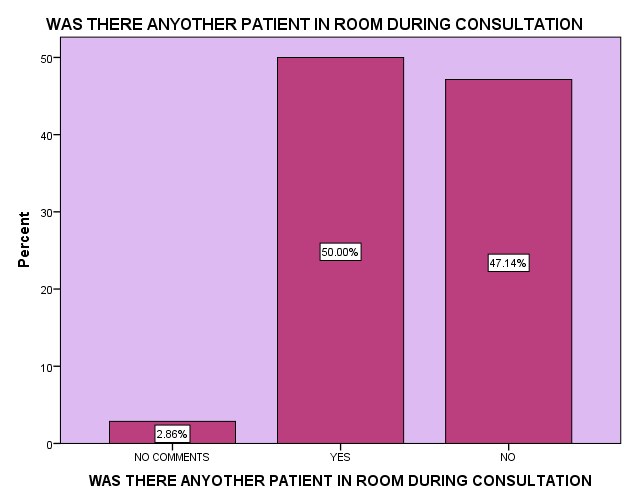 WAS THERE ANYOTHER PATIENT IN ROOM DURING CONSULTATION
Percent
50
40
30
20
10
0
2.86%
50.00%
47.14%
NO COMMENTS
YES
NO
WAS THERE ANYOTHER PATIENT IN ROOM DURING CONSULTATION